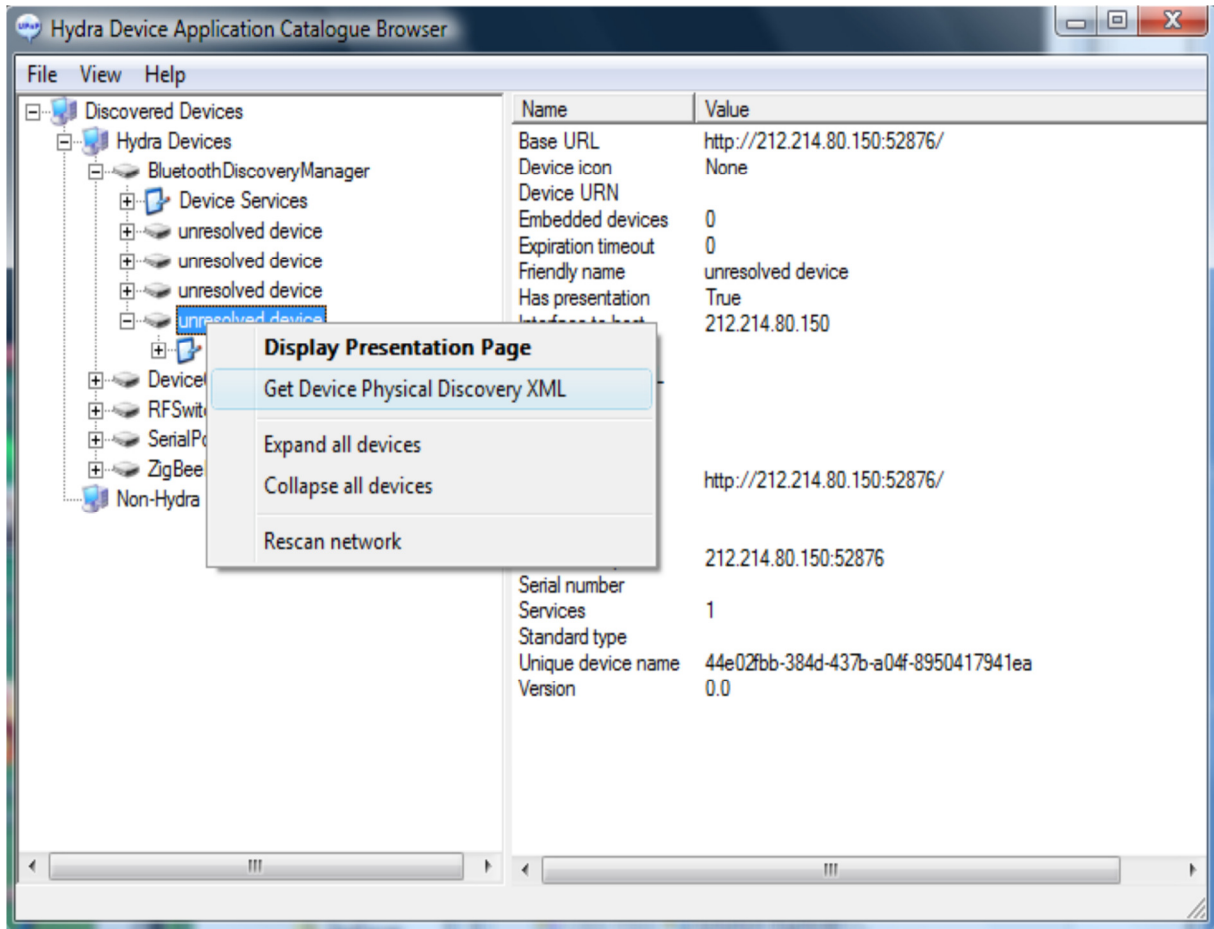 Hydra Device Application Catalogue Browser
File View Help
Discovered Devices
Hydra Devices
BluetoothDiscoveryManager
Device Services
unresolved device
unresolved device
unresolved device
unresolved device
RFSwit
SerialPo
ZigBee
Non-Hydra
Display Presentation Page
Get Device Physical Discovery XML
Expand all devices
Collapse all devices
Rescan network
Name Value
Base URL http://212.214.80.150:52876/
Device icon None
Device URN
Embedded devices 0
Expiration timeout 0
Friendly name unresolved device
Has presentation True
Interface to host 212.214.80.150
http://212.214.80.150:52876/
212.214.80.150:52876
Serial number
Services 1
Standard type
Unique device name 44e02fbb-384d-437b-a04f-8950417941ea
Version 0.0